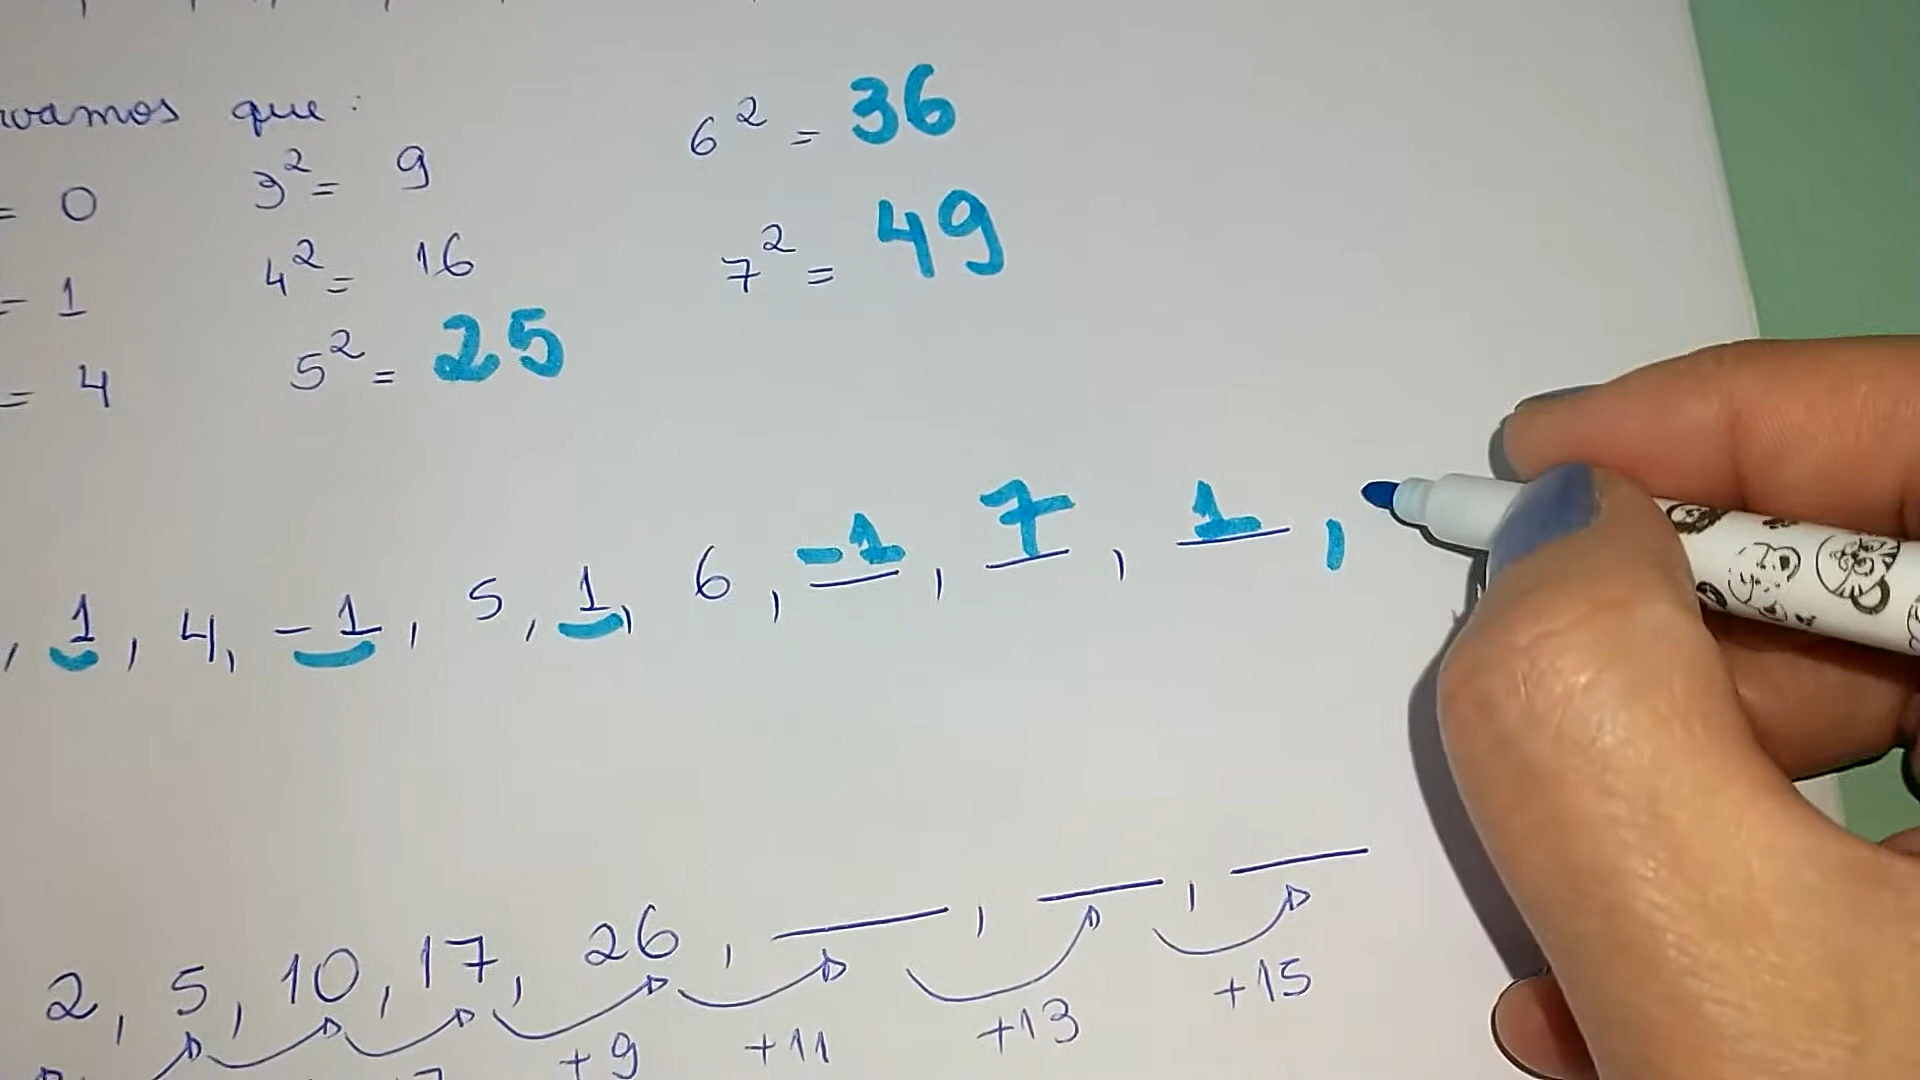 que :
= 0 3² = 9 6² = 36
= 1 4² = 16 7² = 49
= 4 5² = 25
, 1, 4, -1, 5, 1, 6, -1, 7, 1,
2, 5, 10, 17, 26, ___, ___, ___
+9 +11 +13 +15